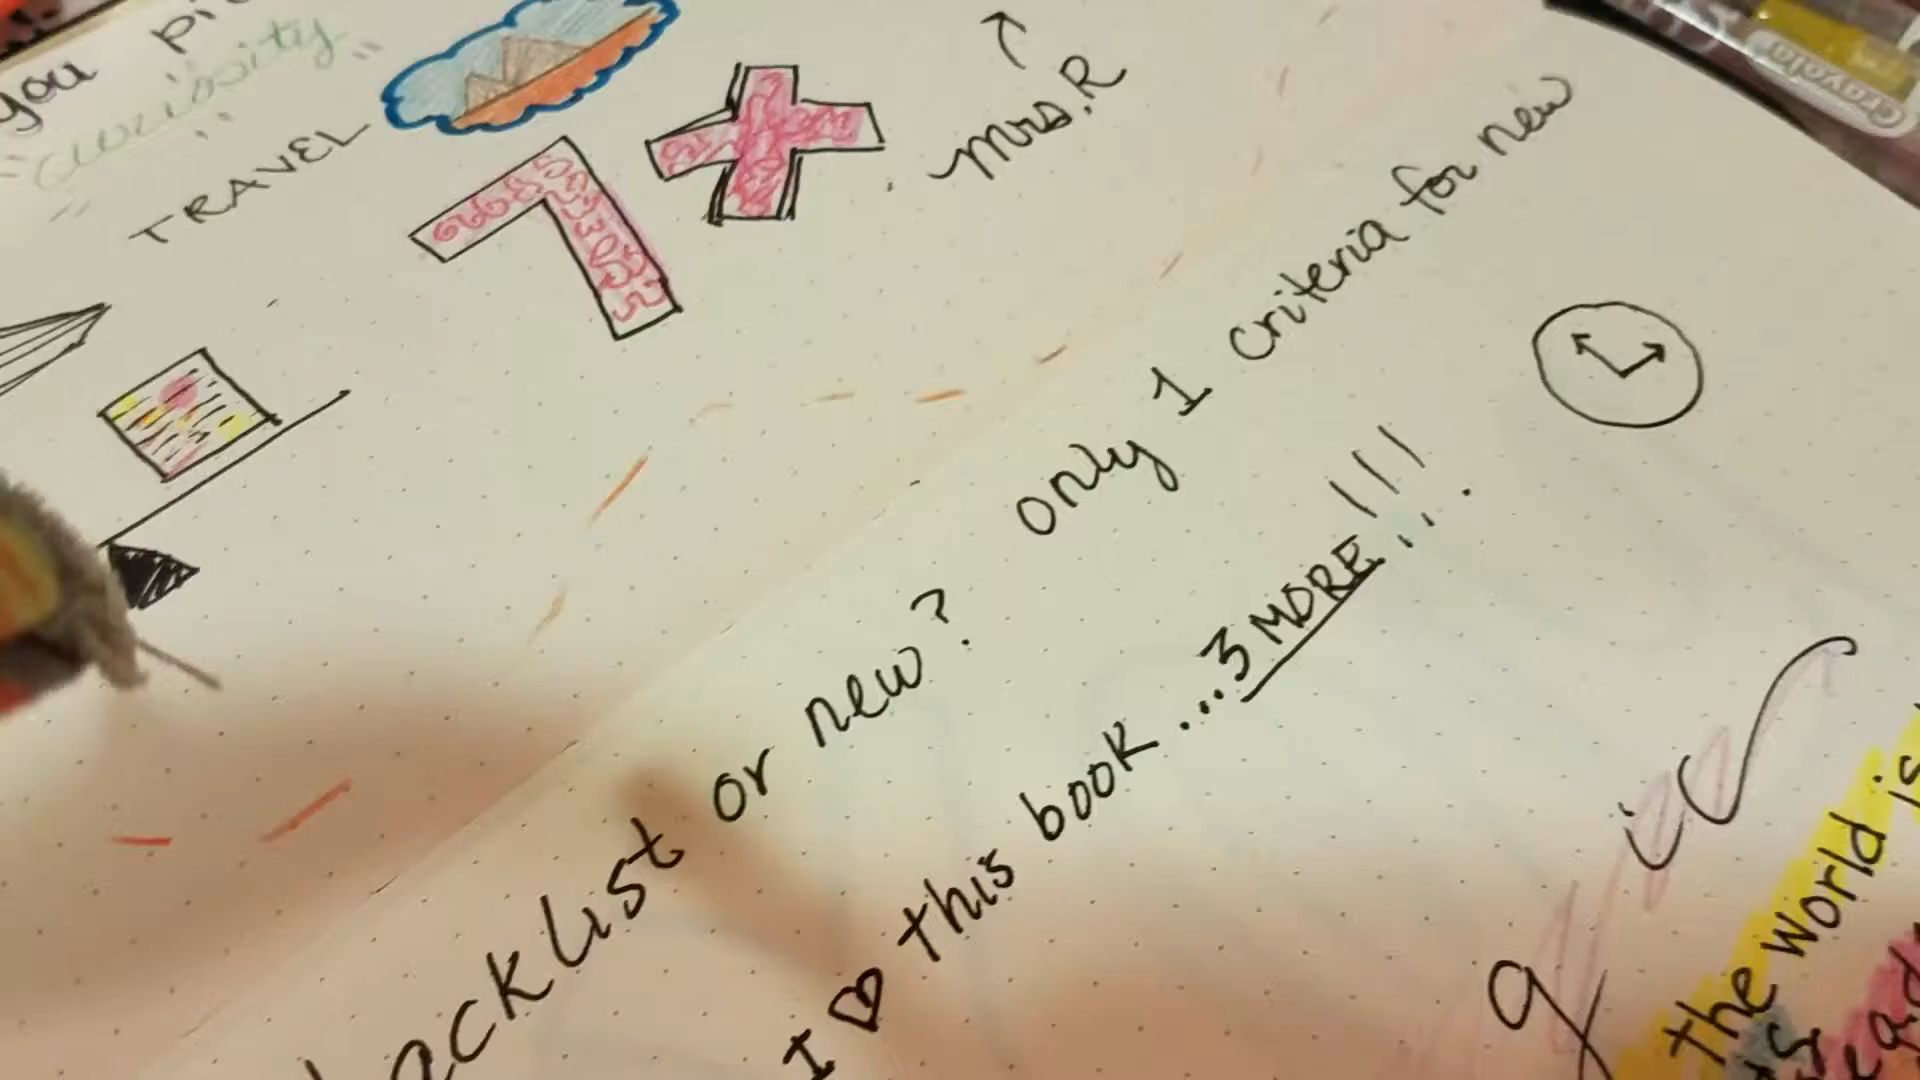 you
"curiosity"
TRAVEL
7+
Mrs.R
backlist or new? only 1 criteria for new
I ♡ this book ...3 MORE!!!
the world is
Crayola